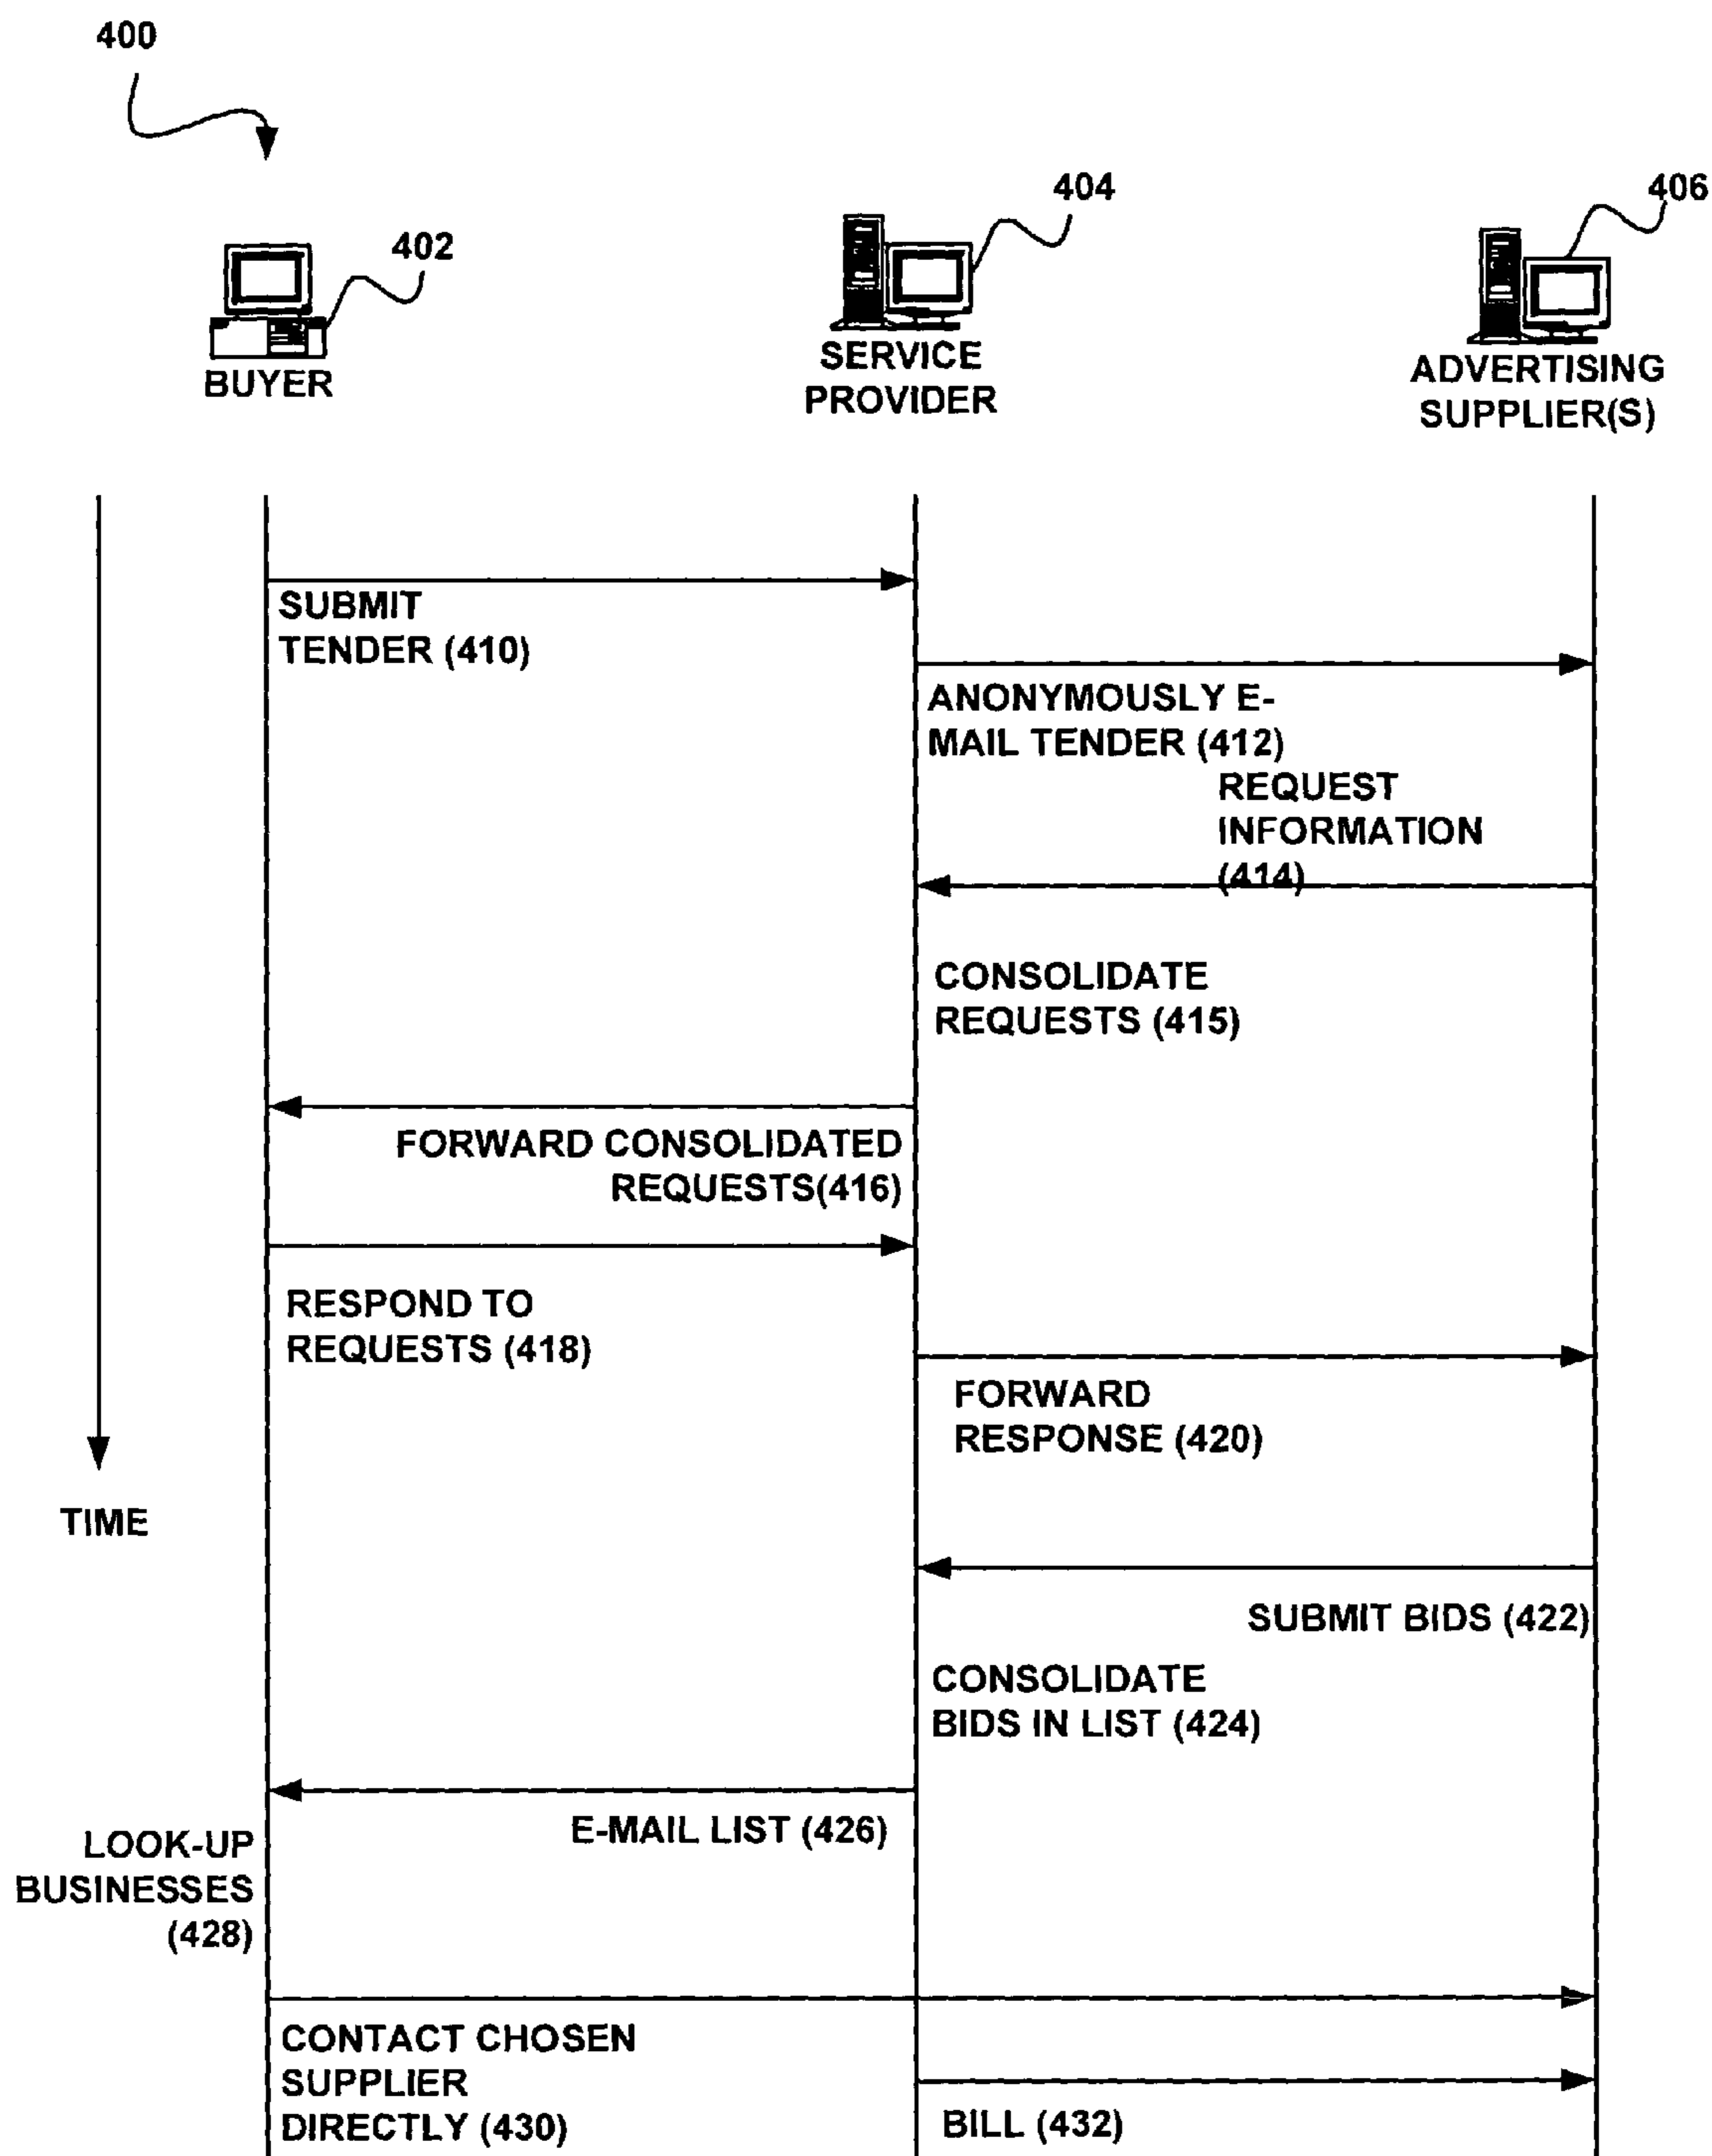 400
404
406
402
BUYER
SERVICE
PROVIDER
ADVERTISING
SUPPLIER(S)
SUBMIT
TENDER (410)
ANONYMOUSLY E-
MAIL TENDER (412)
REQUEST
INFORMATION
(414)
CONSOLIDATE
REQUESTS (415)
FORWARD CONSOLIDATED
REQUESTS(416)
RESPOND TO
REQUESTS (418)
FORWARD
RESPONSE (420)
TIME
SUBMIT BIDS (422)
CONSOLIDATE
BIDS IN LIST (424)
E-MAIL LIST (426)
LOOK-UP
BUSINESSES
(428)
CONTACT CHOSEN
SUPPLIER
DIRECTLY (430)
BILL (432)